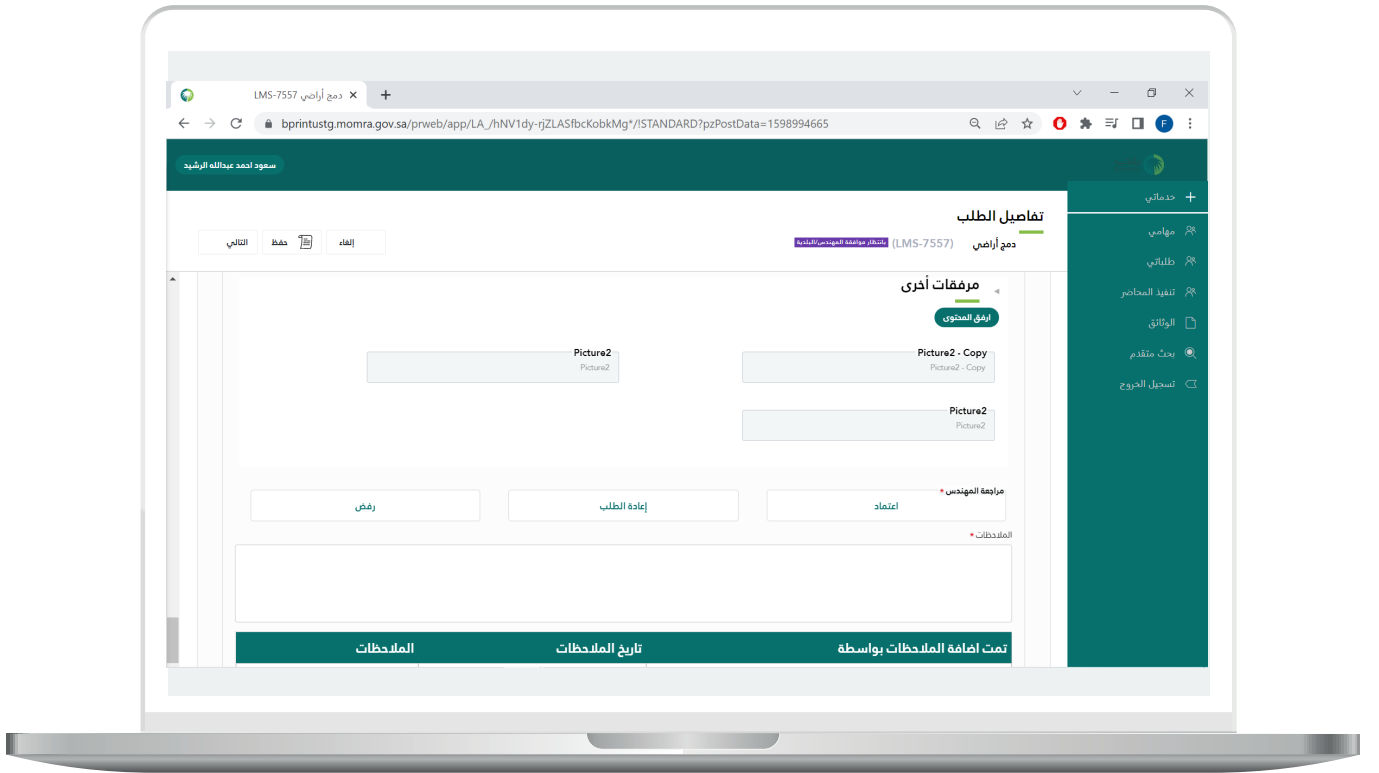 دمج أراضي LMS-7557
bprintustg.momra.gov.sa/prweb/app/LA_/hNV1dy-rjZLASfbcKobkMg*/!STANDARD?pzPostData=1598994665
F
سعود احمد عبدالله الرشيد
خدماتي
مهامي
طلباتي
تنفيذ المحاضر
الوثائق
بحث متقدم
تسجيل الخروج
تفاصيل الطلب
دمج أراضي (LMS-7557) بانتظار موافقة المهندس/البلدية
إلغاء حفظ التالي
مرفقات أخرى
ارفق المحتوى
Picture2 - Copy
Picture2 - Copy
Picture2
Picture2
Picture2
Picture2
مراجعة المهندس *
اعتماد إعادة الطلب رفض
الملاحظات *
تمت اضافة الملاحظات بواسطة تاريخ الملاحظات الملاحظات